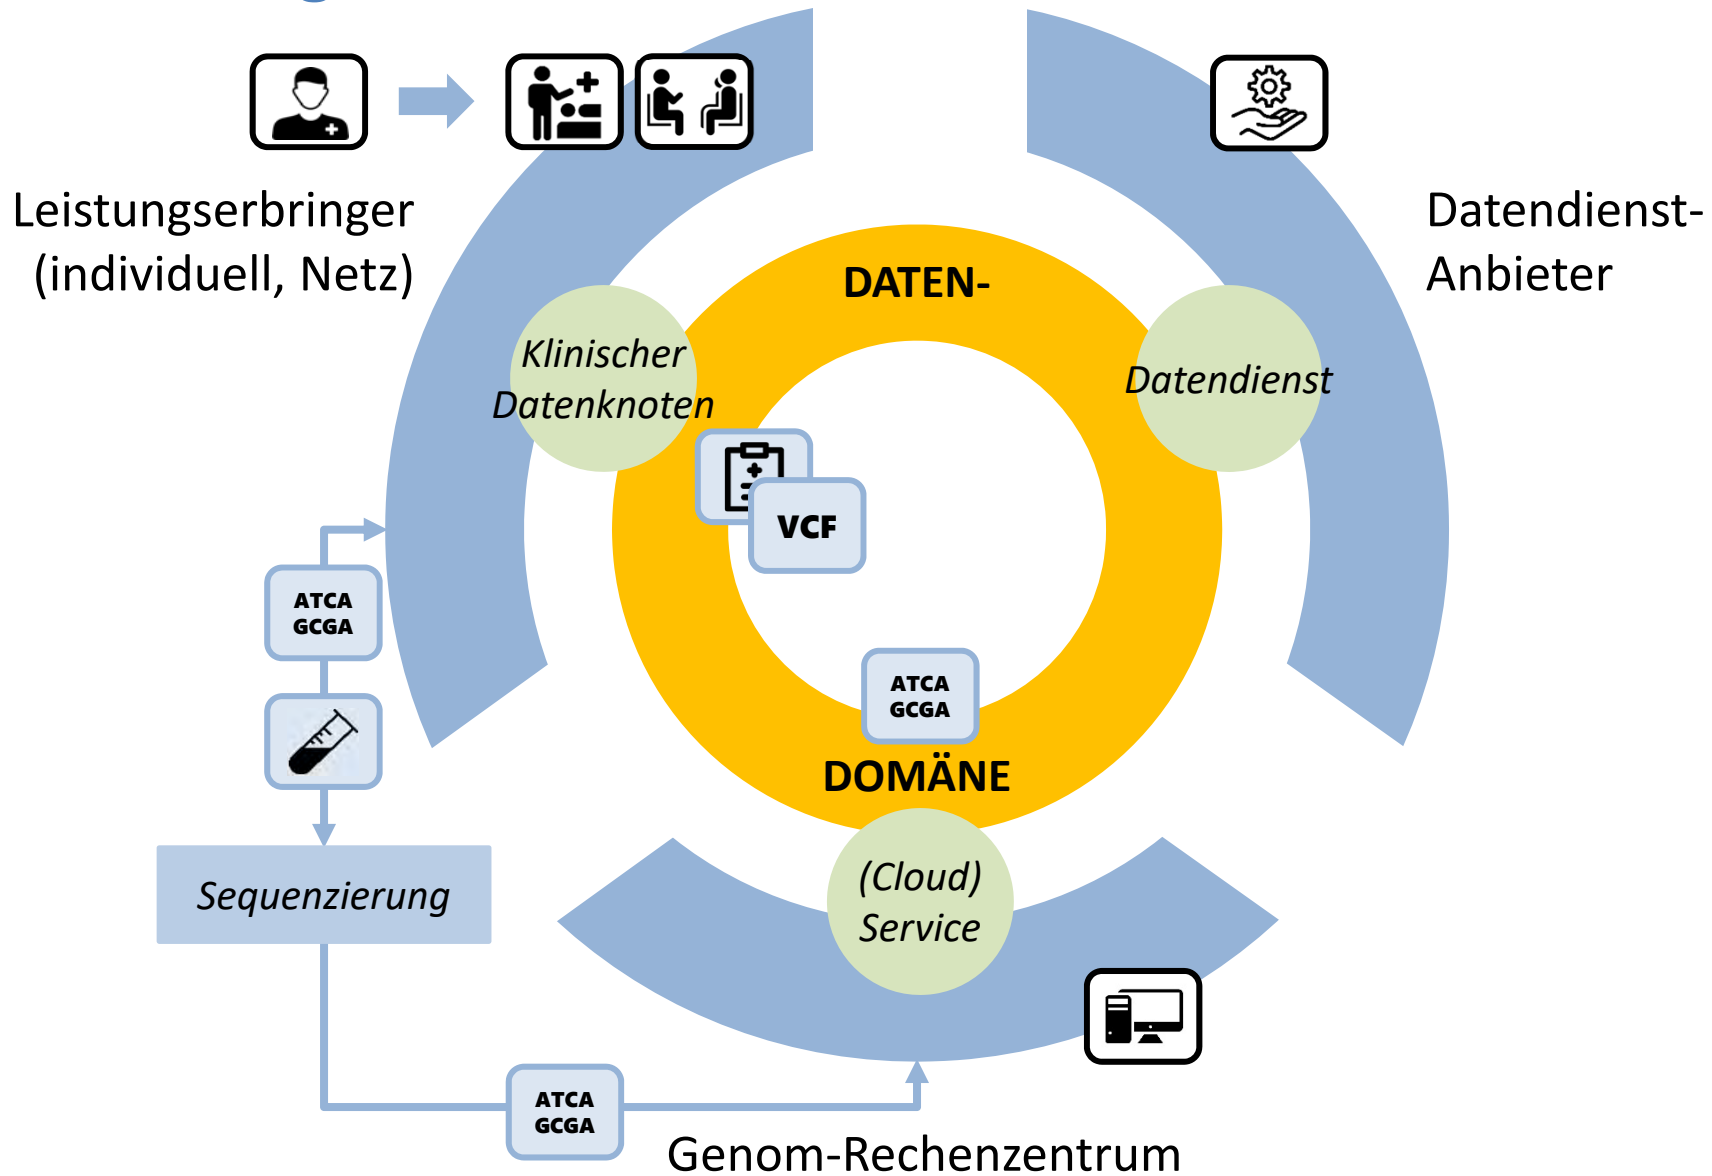 Leistungserbringer
(individuell, Netz)
Datendienst-
Anbieter
DATEN-
Klinischer
Datenknoten
Datendienst
VCF
ATCA
GCGA
ATCA
GCGA
DOMÄNE
(Cloud)
Service
Sequenzierung
ATCA
GCGA
Genom-Rechenzentrum